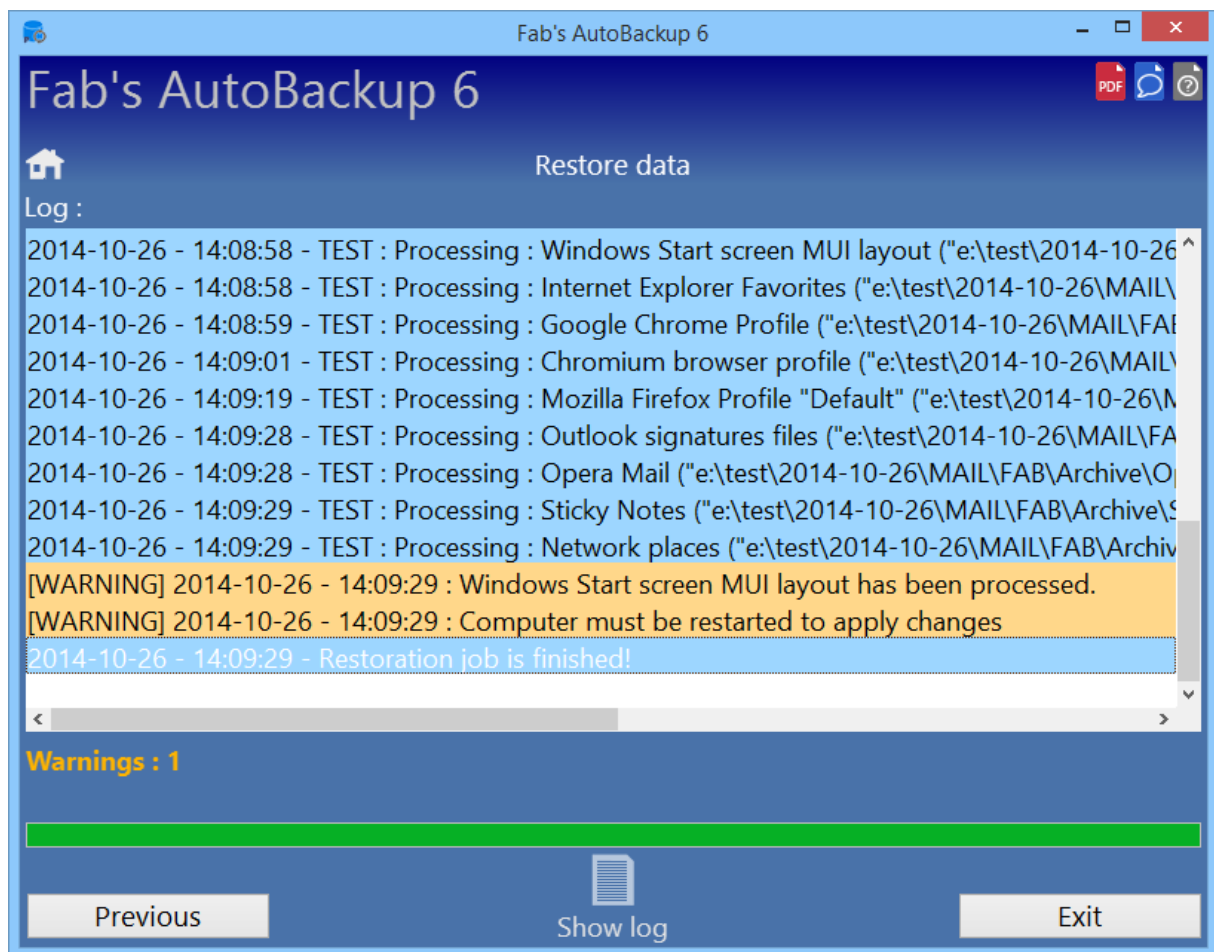 Fab's AutoBackup 6
Fab's AutoBackup 6
PDF
Restore data
Log :
2014-10-26 - 14:08:58 - TEST : Processing : Windows Start screen MUI layout ("e:\test\2014-10-26
2014-10-26 - 14:08:58 - TEST : Processing : Internet Explorer Favorites ("e:\test\2014-10-26\MAIL\
2014-10-26 - 14:08:59 - TEST : Processing : Google Chrome Profile ("e:\test\2014-10-26\MAIL\FAB
2014-10-26 - 14:09:01 - TEST : Processing : Chromium browser profile ("e:\test\2014-10-26\MAIL\
2014-10-26 - 14:09:19 - TEST : Processing : Mozilla Firefox Profile "Default" ("e:\test\2014-10-26\M
2014-10-26 - 14:09:28 - TEST : Processing : Outlook signatures files ("e:\test\2014-10-26\MAIL\FA
2014-10-26 - 14:09:28 - TEST : Processing : Opera Mail ("e:\test\2014-10-26\MAIL\FAB\Archive\Op
2014-10-26 - 14:09:29 - TEST : Processing : Sticky Notes ("e:\test\2014-10-26\MAIL\FAB\Archive\S
2014-10-26 - 14:09:29 - TEST : Processing : Network places ("e:\test\2014-10-26\MAIL\FAB\Archiv
[WARNING] 2014-10-26 - 14:09:29 : Windows Start screen MUI layout has been processed.
[WARNING] 2014-10-26 - 14:09:29 : Computer must be restarted to apply changes
2014-10-26 - 14:09:29 - Restoration job is finished!
Warnings : 1
Previous
Show log
Exit